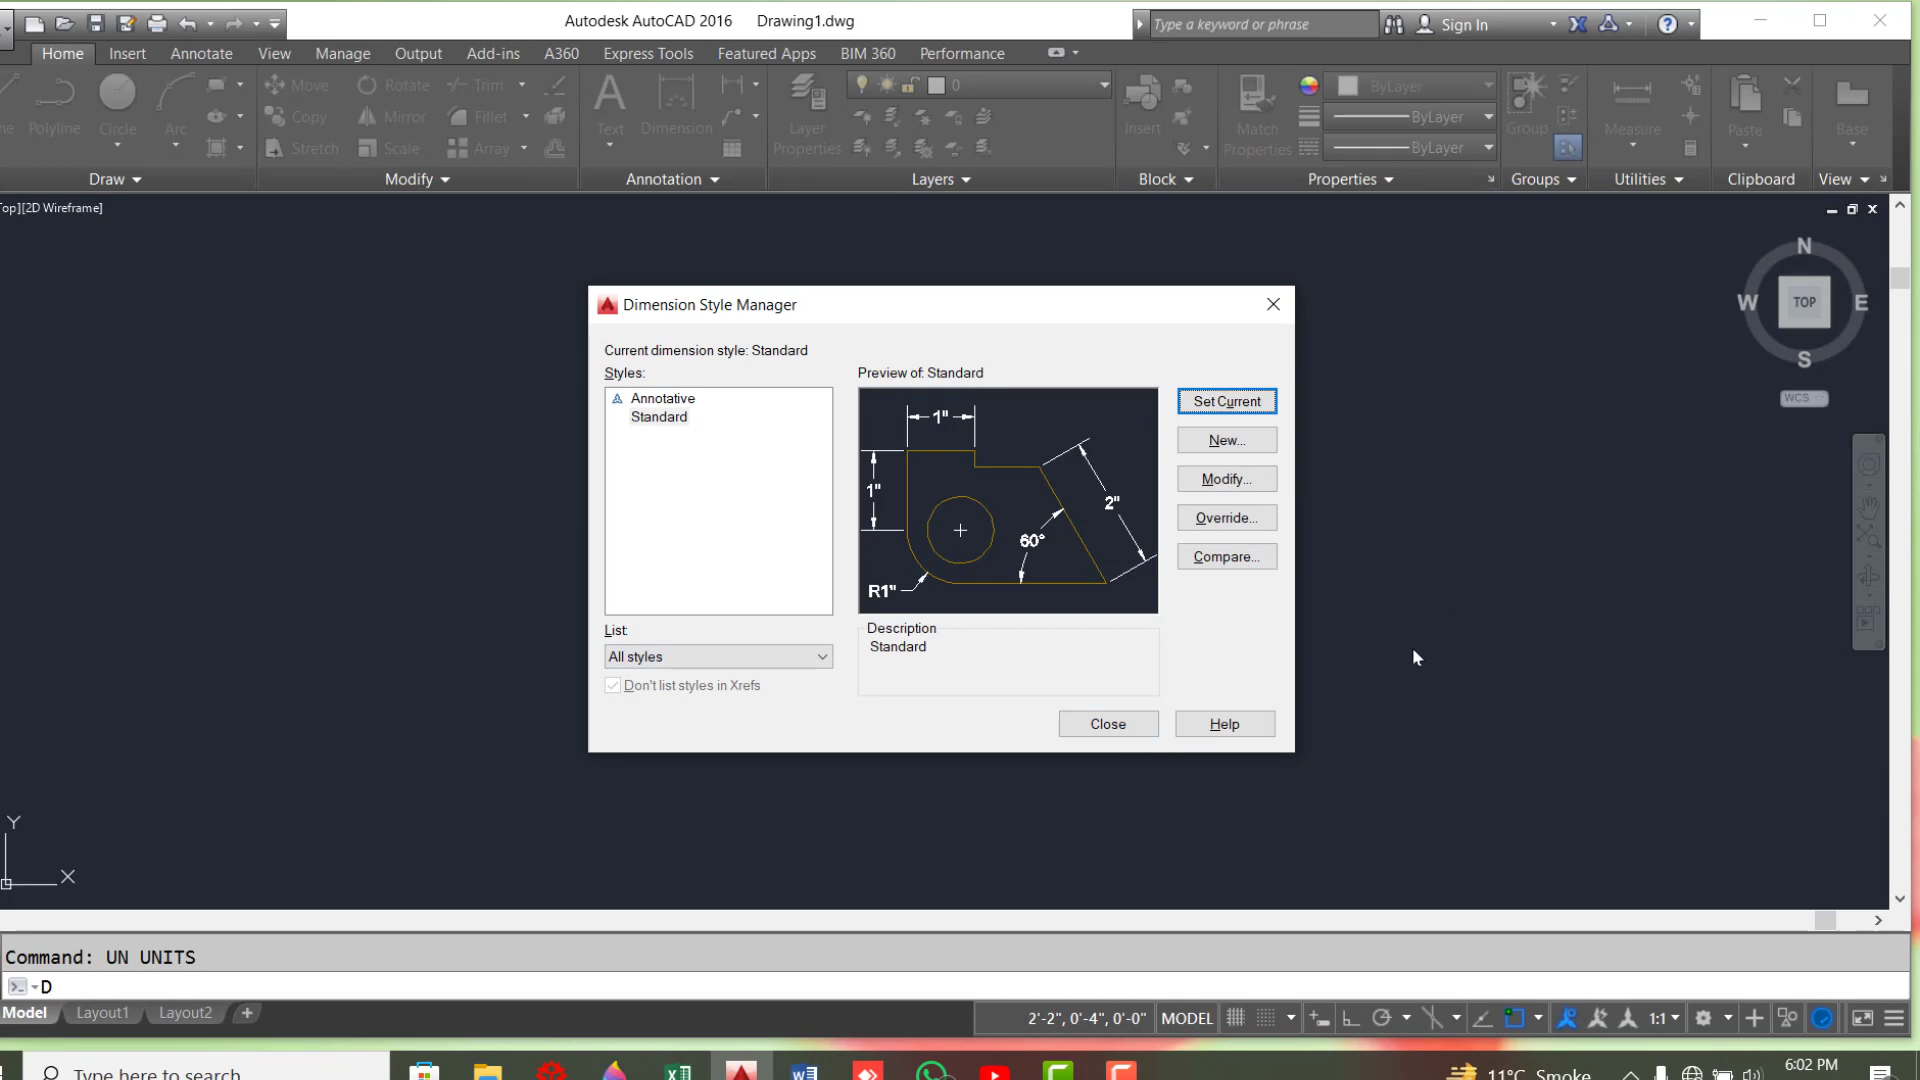 Autodesk AutoCAD 2016 Drawing1.dwg
Type a keyword or phrase
Sign In
Home Insert Annotate View Manage Output Add-ins A360 Express Tools Featured Apps BIM 360 Performance
Polyline
Circle
Arc
Move
Copy
Stretch
Rotate
Mirror
Scale
Trim
Fillet
Array
Text
Dimension
Layer
Properties
0
Insert
Match
Properties
ByLayer
ByLayer
ByLayer
Group
Measure
Paste
Base
Draw Modify Annotation Layers Block Properties Groups Utilities Clipboard View
Top][2D Wireframe]
N
W TOP E
S
WCS
Dimension Style Manager
Current dimension style: Standard
Styles:
Annotative
Standard
Preview of: Standard
1"
1"
2"
60°
R1"
Set Current
New...
Modify...
Override...
Compare...
List:
All styles
Don't list styles in Xrefs
Description
Standard
Close
Help
Y
X
Command: UN UNITS
D
Model Layout1 Layout2
2'-2", 0'-4", 0'-0" MODEL 1:1
Type here to search
11°C Smoke
6:02 PM